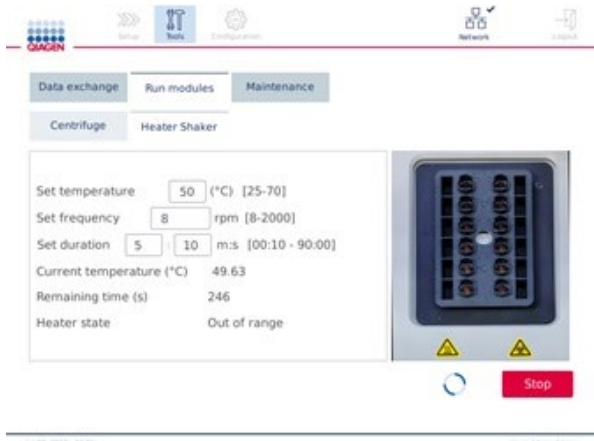 Setup Tools Configuration Network Logout
QIAGEN
Data exchange Run modules Maintenance
Centrifuge Heater Shaker
Set temperature 50 (°C) [25-70]
Set frequency 8 rpm [8-2000]
Set duration 5 : 10 m:s [00:10 - 90:00]
Current temperature (°C) 49.63
Remaining time (s) 246
Heater state Out of range
Stop